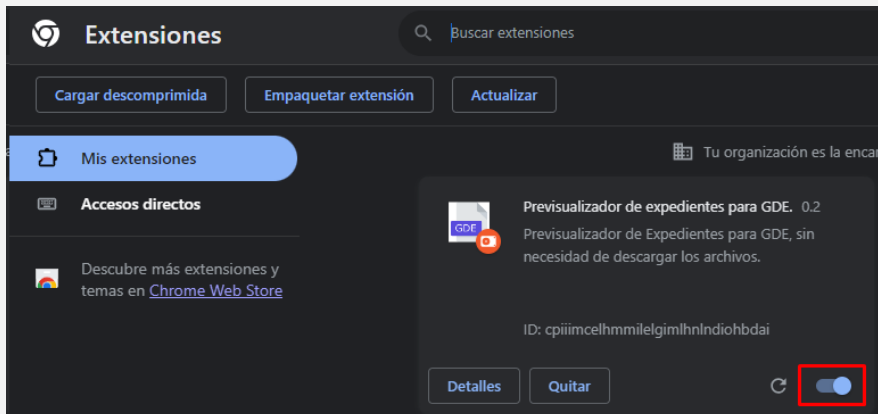 Extensiones
Buscar extensiones
Cargar descomprimida
Empaquetar extensión
Actualizar
Mis extensiones
Tu organización es la encar
Accesos directos
Descubre más extensiones y
temas en Chrome Web Store
GDE
Previsualizador de expedientes para GDE. 0.2
Previsualizador de Expedientes para GDE, sin
necesidad de descargar los archivos.
ID: cpiiimcelhmmilelgimlhnlndiohbdai
Detalles
Quitar